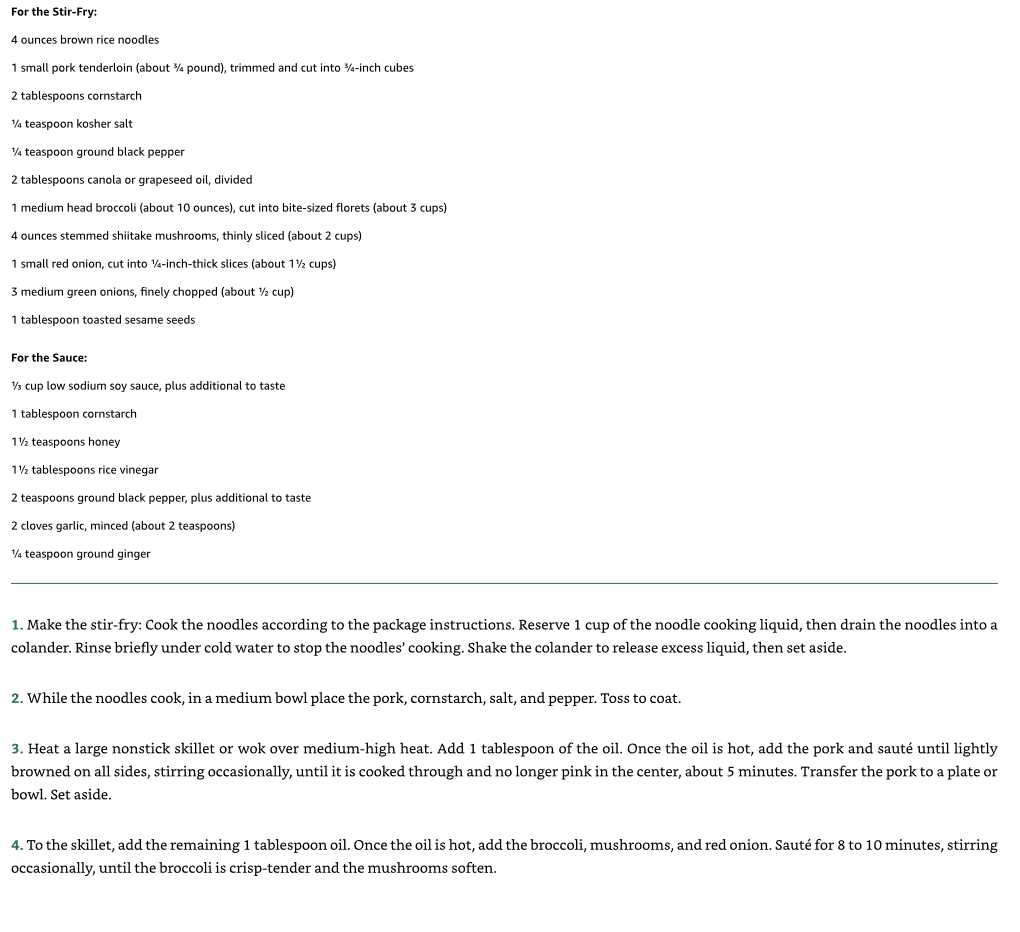 For the Stir-Fry:
4 ounces brown rice noodles
1 small pork tenderloin (about ¾ pound), trimmed and cut into ¾-inch cubes
2 tablespoons cornstarch
¼ teaspoon kosher salt
¼ teaspoon ground black pepper
2 tablespoons canola or grapeseed oil, divided
1 medium head broccoli (about 10 ounces), cut into bite-sized florets (about 3 cups)
4 ounces stemmed shiitake mushrooms, thinly sliced (about 2 cups)
1 small red onion, cut into ¼-inch-thick slices (about 1½ cups)
3 medium green onions, finely chopped (about ½ cup)
1 tablespoon toasted sesame seeds
For the Sauce:
⅓ cup low sodium soy sauce, plus additional to taste
1 tablespoon cornstarch
1½ teaspoons honey
1½ tablespoons rice vinegar
2 teaspoons ground black pepper, plus additional to taste
2 cloves garlic, minced (about 2 teaspoons)
¼ teaspoon ground ginger
1. Make the stir-fry: Cook the noodles according to the package instructions. Reserve 1 cup of the noodle cooking liquid, then drain the noodles into a
colander. Rinse briefly under cold water to stop the noodles’ cooking. Shake the colander to release excess liquid, then set aside.
2. While the noodles cook, in a medium bowl place the pork, cornstarch, salt, and pepper. Toss to coat.
3. Heat a large nonstick skillet or wok over medium-high heat. Add 1 tablespoon of the oil. Once the oil is hot, add the pork and sauté until lightly
browned on all sides, stirring occasionally, until it is cooked through and no longer pink in the center, about 5 minutes. Transfer the pork to a plate or
bowl. Set aside.
4. To the skillet, add the remaining 1 tablespoon oil. Once the oil is hot, add the broccoli, mushrooms, and red onion. Sauté for 8 to 10 minutes, stirring
occasionally, until the broccoli is crisp-tender and the mushrooms soften.